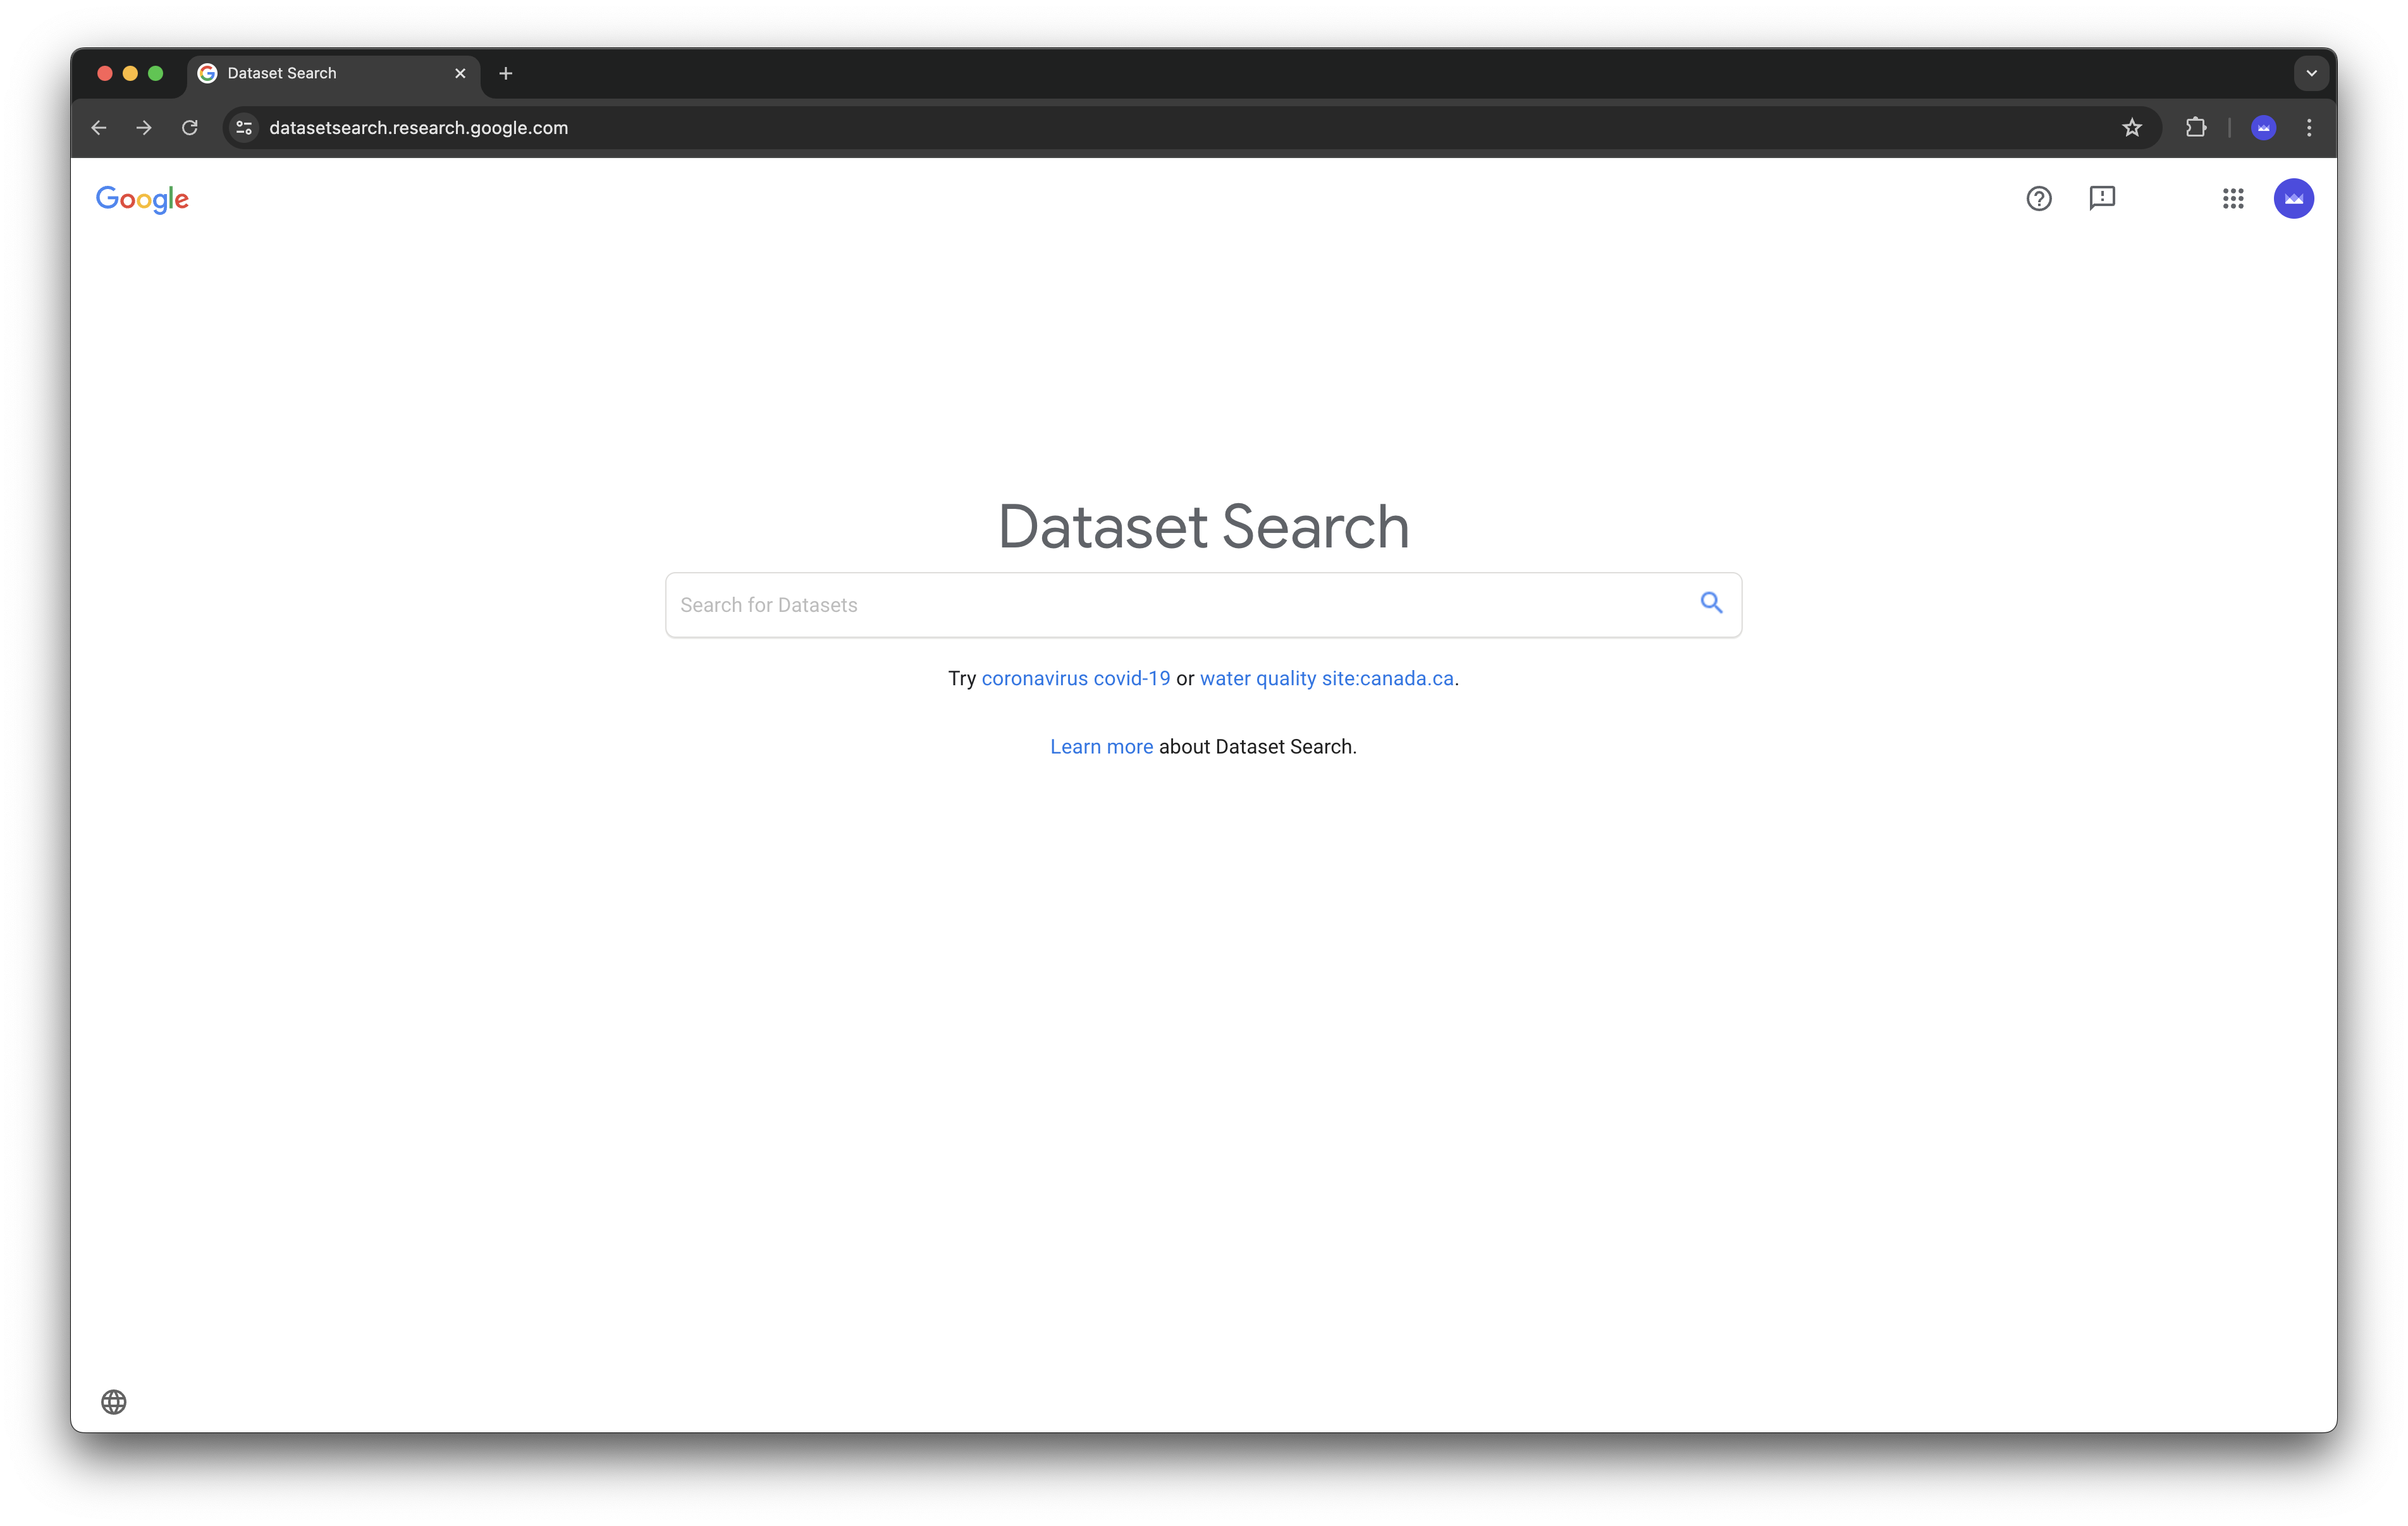 Dataset Search
datasetsearch.research.google.com
Google
Dataset Search
Search for Datasets
Try coronavirus covid-19 or water quality site:canada.ca.
Learn more about Dataset Search.